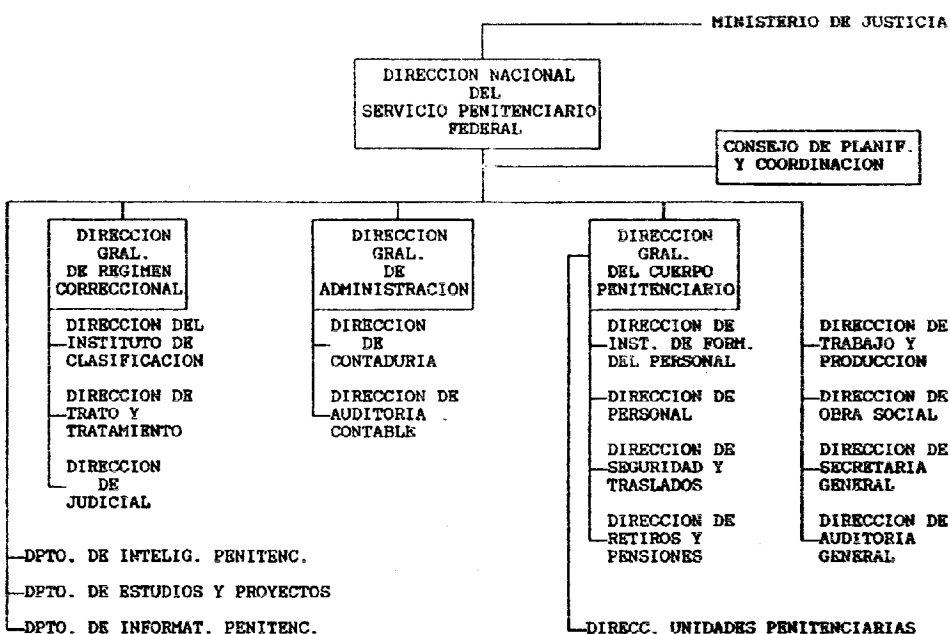 MINISTERIO DE JUSTICIA
DIRECCION NACIONAL
DEL
SERVICIO PENITENCIARIO
FEDERAL
CONSEJO DE PLANIF.
Y COORDINACION
DIRECCION
GRAL.
DE REGIMEN
CORRECCIONAL
DIRECCION DEL
INSTITUTO DE
CLASIFICACION
DIRECCION DE
TRATO Y
TRATAMIENTO
DIRECCION
DE
JUDICIAL
DIRECCION
GRAL.
DE
ADMINISTRACION
DIRECCION
DE
CONTADURIA
DIRECCION DE
AUDITORIA
CONTABLE
DIRECCION
GRAL.
DEL CUERPO
PENITENCIARIO
DIRECCION DE
INST. DE FORM.
DEL PERSONAL
DIRECCION DE
PERSONAL
DIRECCION DE
SEGURIDAD Y
TRASLADOS
DIRECCION DE
RETIROS Y
PENSIONES
DIRECCION DE
TRABAJO Y
PRODUCCION
DIRECCION DE
OBRA SOCIAL
DIRECCION DE
SECRETARIA
GENERAL
DIRECCION DE
AUDITORIA
GENERAL
DPTO. DE INTELIG. PENITENC.
DPTO. DE ESTUDIOS Y PROYECTOS
DPTO. DE INFORMAT. PENITENC.
DIRECC. UNIDADES PENITENCIARIAS